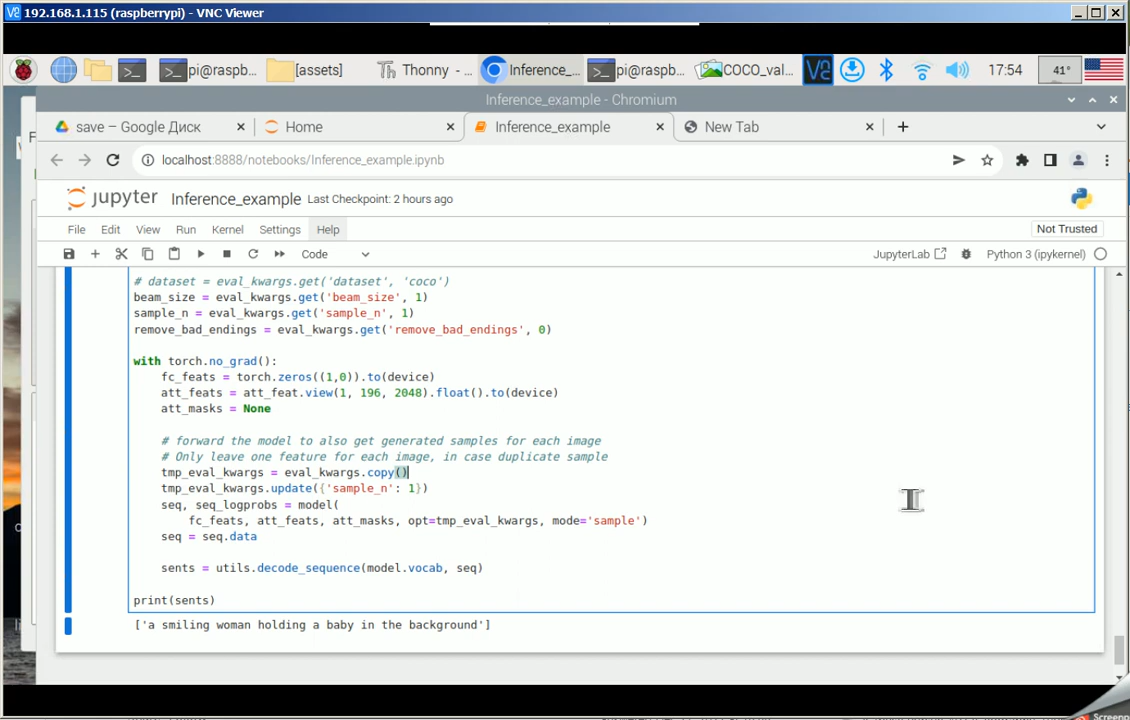 192.168.1.115 (raspberrypi) - VNC Viewer
pi@raspb... [assets] Thonny - ... Inference_... pi@raspb... COCO_val... 17:54 41°
Inference_example - Chromium
save – Google Диск Home Inference_example New Tab
localhost:8888/notebooks/Inference_example.ipynb
jupyter Inference_example Last Checkpoint: 2 hours ago
File Edit View Run Kernel Settings Help Not Trusted
Code JupyterLab Python 3 (ipykernel)
# dataset = eval_kwargs.get('dataset', 'coco')
beam_size = eval_kwargs.get('beam_size', 1)
sample_n = eval_kwargs.get('sample_n', 1)
remove_bad_endings = eval_kwargs.get('remove_bad_endings', 0)
with torch.no_grad():
fc_feats = torch.zeros((1,0)).to(device)
att_feats = att_feat.view(1, 196, 2048).float().to(device)
att_masks = None
# forward the model to also get generated samples for each image
# Only leave one feature for each image, in case duplicate sample
tmp_eval_kwargs = eval_kwargs.copy()
tmp_eval_kwargs.update({'sample_n': 1})
seq, seq_logprobs = model(
fc_feats, att_feats, att_masks, opt=tmp_eval_kwargs, mode='sample')
seq = seq.data
sents = utils.decode_sequence(model.vocab, seq)
print(sents)
['a smiling woman holding a baby in the background']